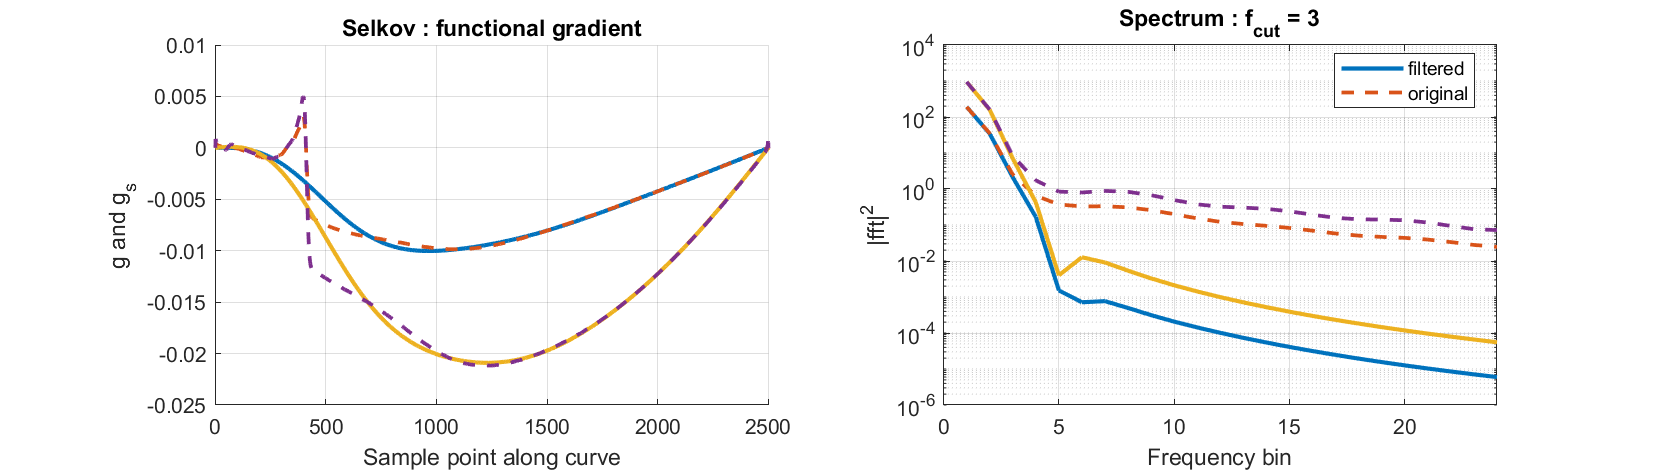 Selkov : functional gradient
0.01
0.005
0
-0.005
-0.01
-0.015
-0.02
-0.025
g and g_s
0 500 1000 1500 2000 2500
Sample point along curve
Spectrum : f_cut = 3
10^4
10^2
10^0
10^-2
10^-4
10^-6
|fft|^2
filtered
original
0 5 10 15 20
Frequency bin